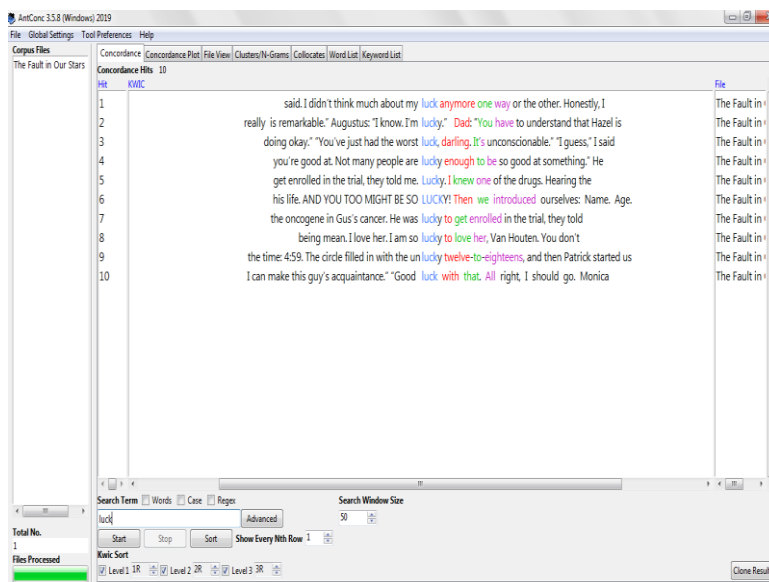 AntConc 3.5.8 (Windows) 2019
File Global Settings Tool Preferences Help
Corpus Files
The Fault in Our Stars
Concordance Concordance Plot File View Clusters/N-Grams Collocates Word List Keyword List
Concordance Hits 10
Hit KWIC File
1 said. I didn't think much about my luck anymore one way or the other. Honestly, I The Fault in
2 really is remarkable." Augustus: "I know. I'm lucky." Dad: "You have to understand that Hazel is The Fault in
3 doing okay." "You've just had the worst luck, darling. It's unconscionable." "I guess," I said The Fault in
4 you're good at. Not many people are lucky enough to be so good at something." He The Fault in
5 get enrolled in the trial, they told me. Lucky. I knew one of the drugs. Hearing the The Fault in
6 his life. AND YOU TOO MIGHT BE SO LUCKY! Then we introduced ourselves: Name. Age. The Fault in
7 the oncogene in Gus's cancer. He was lucky to get enrolled in the trial, they told The Fault in
8 being mean. I love her. I am so lucky to love her, Van Houten. You don't The Fault in
9 the time: 4:59. The circle filled in with the unlucky twelve-to-eighteens, and then Patrick started us The Fault in
10 I can make this guy's acquaintance." "Good luck with that. All right, I should go. Monica The Fault in
Search Term Words Case Regex Search Window Size
luck Advanced 50
Total No.
1
Start Stop Sort Show Every Nth Row 1
Files Processed
Kwic Sort
Level 1 1R Level 2 2R Level 3 3R Clone Result